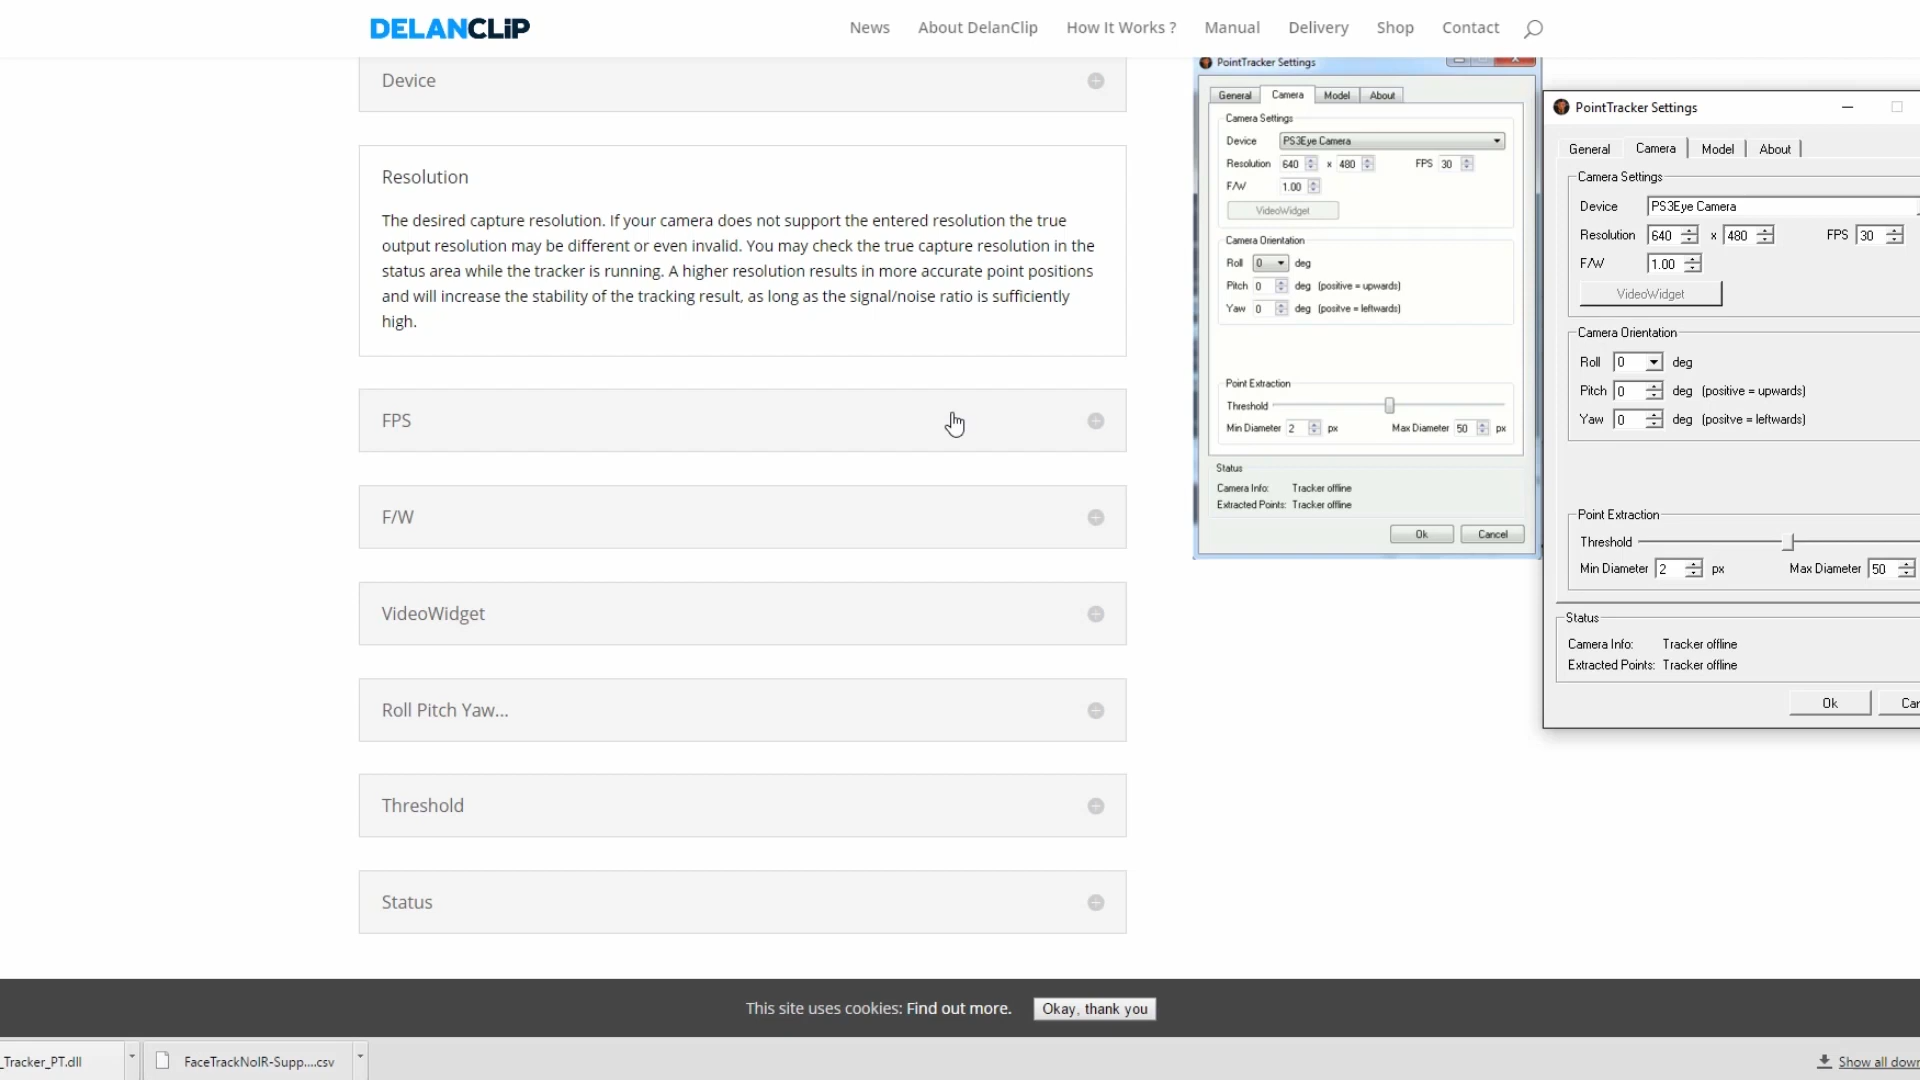 DELANCLIP
News About DelanClip How It Works ? Manual Delivery Shop Contact
Device
Resolution
The desired capture resolution. If your camera does not support the entered resolution the true
output resolution may be different or even invalid. You may check the true capture resolution in the
status area while the tracker is running. A higher resolution results in more accurate point positions
and will increase the stability of the tracking result, as long as the signal/noise ratio is sufficiently
high.
FPS
F/W
VideoWidget
Roll Pitch Yaw...
Threshold
Status
PointTracker Settings
General Camera Model About
Camera Settings
Device PS3Eye Camera
Resolution 640 x 480 FPS 30
F/W 1.00
VideoWidget
Camera Orientation
Roll 0 deg
Pitch 0 deg (positive = upwards)
Yaw 0 deg (positve = leftwards)
Point Extraction
Threshold
Min Diameter 2 px Max Diameter 50 px
Status
Camera Info: Tracker offline
Extracted Points: Tracker offline
Ok Cancel
PointTracker Settings
General Camera Model About
Camera Settings
Device PS3Eye Camera
Resolution 640 x 480 FPS 30
F/W 1.00
VideoWidget
Camera Orientation
Roll 0 deg
Pitch 0 deg (positive = upwards)
Yaw 0 deg (positve = leftwards)
Point Extraction
Threshold
Min Diameter 2 px Max Diameter 50
Status
Camera Info: Tracker offline
Extracted Points: Tracker offline
Ok Can
This site uses cookies: Find out more. Okay, thank you
_Tracker_PT.dll FaceTrackNoIR-Supp....csv Show all down